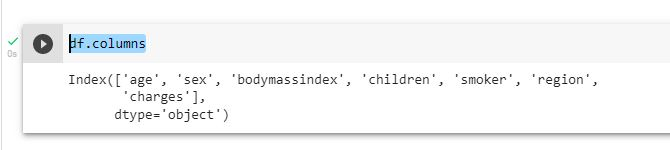 df.columns
0s
Index(['age', 'sex', 'bodymassindex', 'children', 'smoker', 'region',
'charges'],
dtype='object')